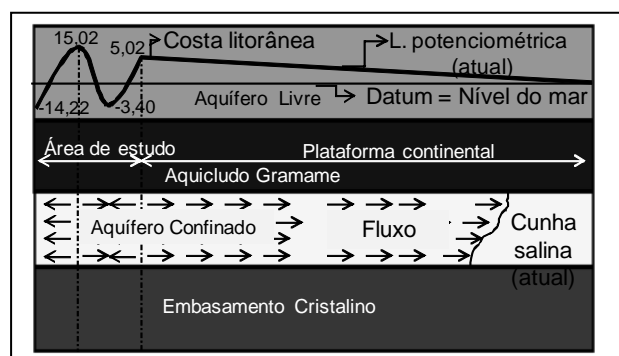 15,02
Costa litorânea
5,02
L. potenciométrica
(atual)
Aquífero Livre
Datum = Nível do mar
-14,22
-3,40
Área de estudo
Plataforma continental
Aquicludo Gramame
Aquífero Confinado
Fluxo
Cunha
salina
(atual)
Embasamento Cristalino